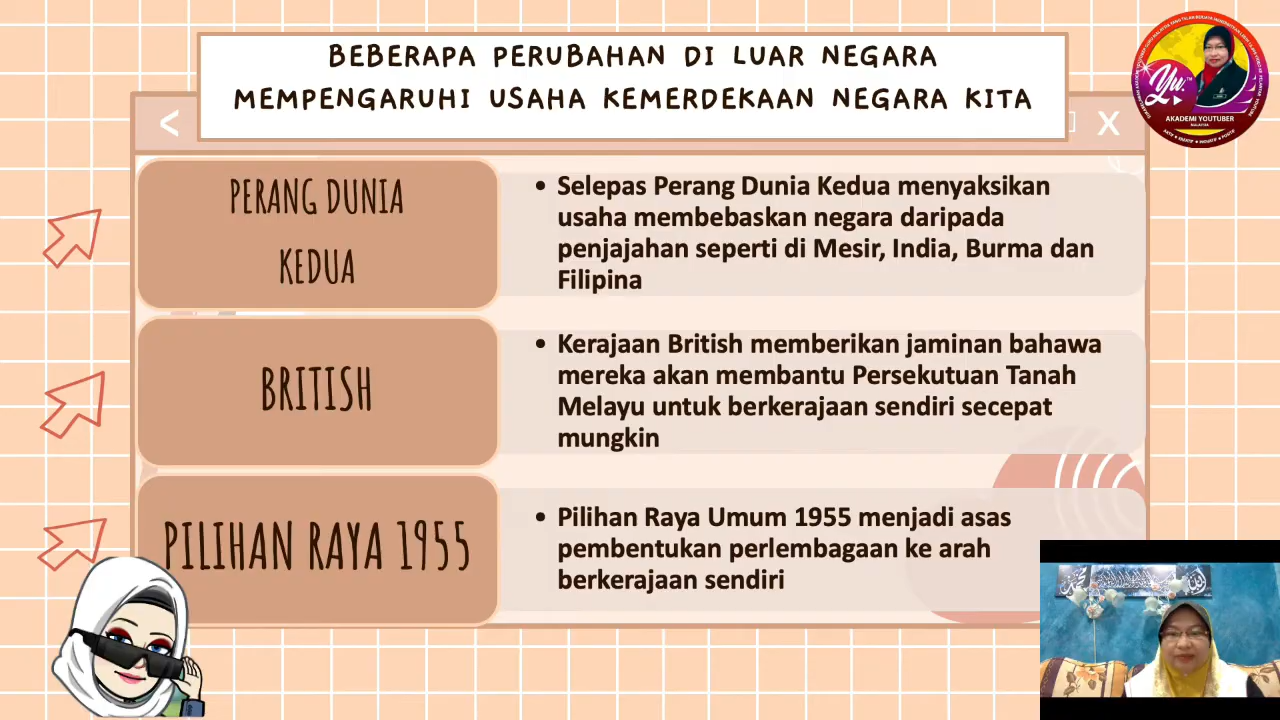 BEBERAPA PERUBAHAN DI LUAR NEGARA
MEMPENGARUHI USAHA KEMERDEKAAN NEGARA KITA
<
X
Yu.
AKADEMI YOUTUBER
MALAYSIA
PERANG DUNIA
KEDUA
• Selepas Perang Dunia Kedua menyaksikan
usaha membebaskan negara daripada
penjajahan seperti di Mesir, India, Burma dan
Filipina
BRITISH
• Kerajaan British memberikan jaminan bahawa
mereka akan membantu Persekutuan Tanah
Melayu untuk berkerajaan sendiri secepat
mungkin
PILIHAN RAYA 1955
• Pilihan Raya Umum 1955 menjadi asas
pembentukan perlembagaan ke arah
berkerajaan sendiri